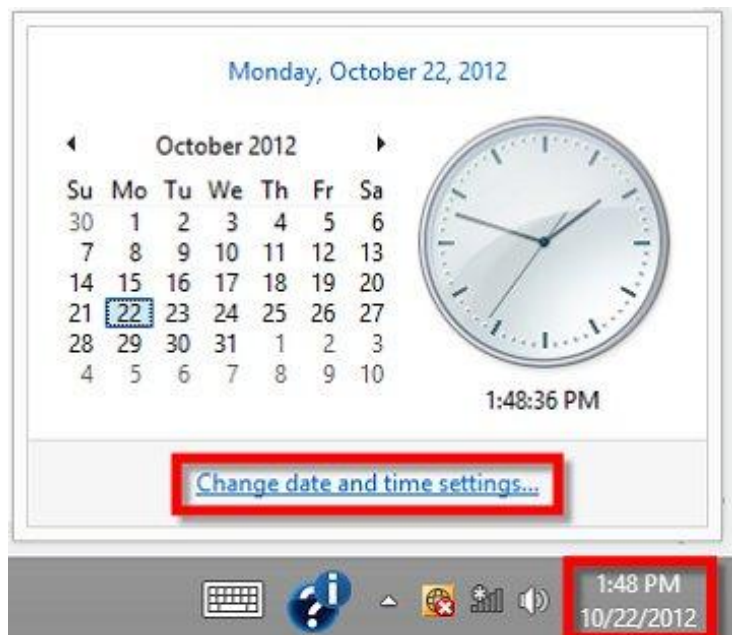 Monday, October 22, 2012
October 2012
Su Mo Tu We Th Fr Sa
30 1 2 3 4 5 6
7 8 9 10 11 12 13
14 15 16 17 18 19 20
21 22 23 24 25 26 27
28 29 30 31 1 2 3
4 5 6 7 8 9 10
1:48:36 PM
Change date and time settings...
1:48 PM
10/22/2012